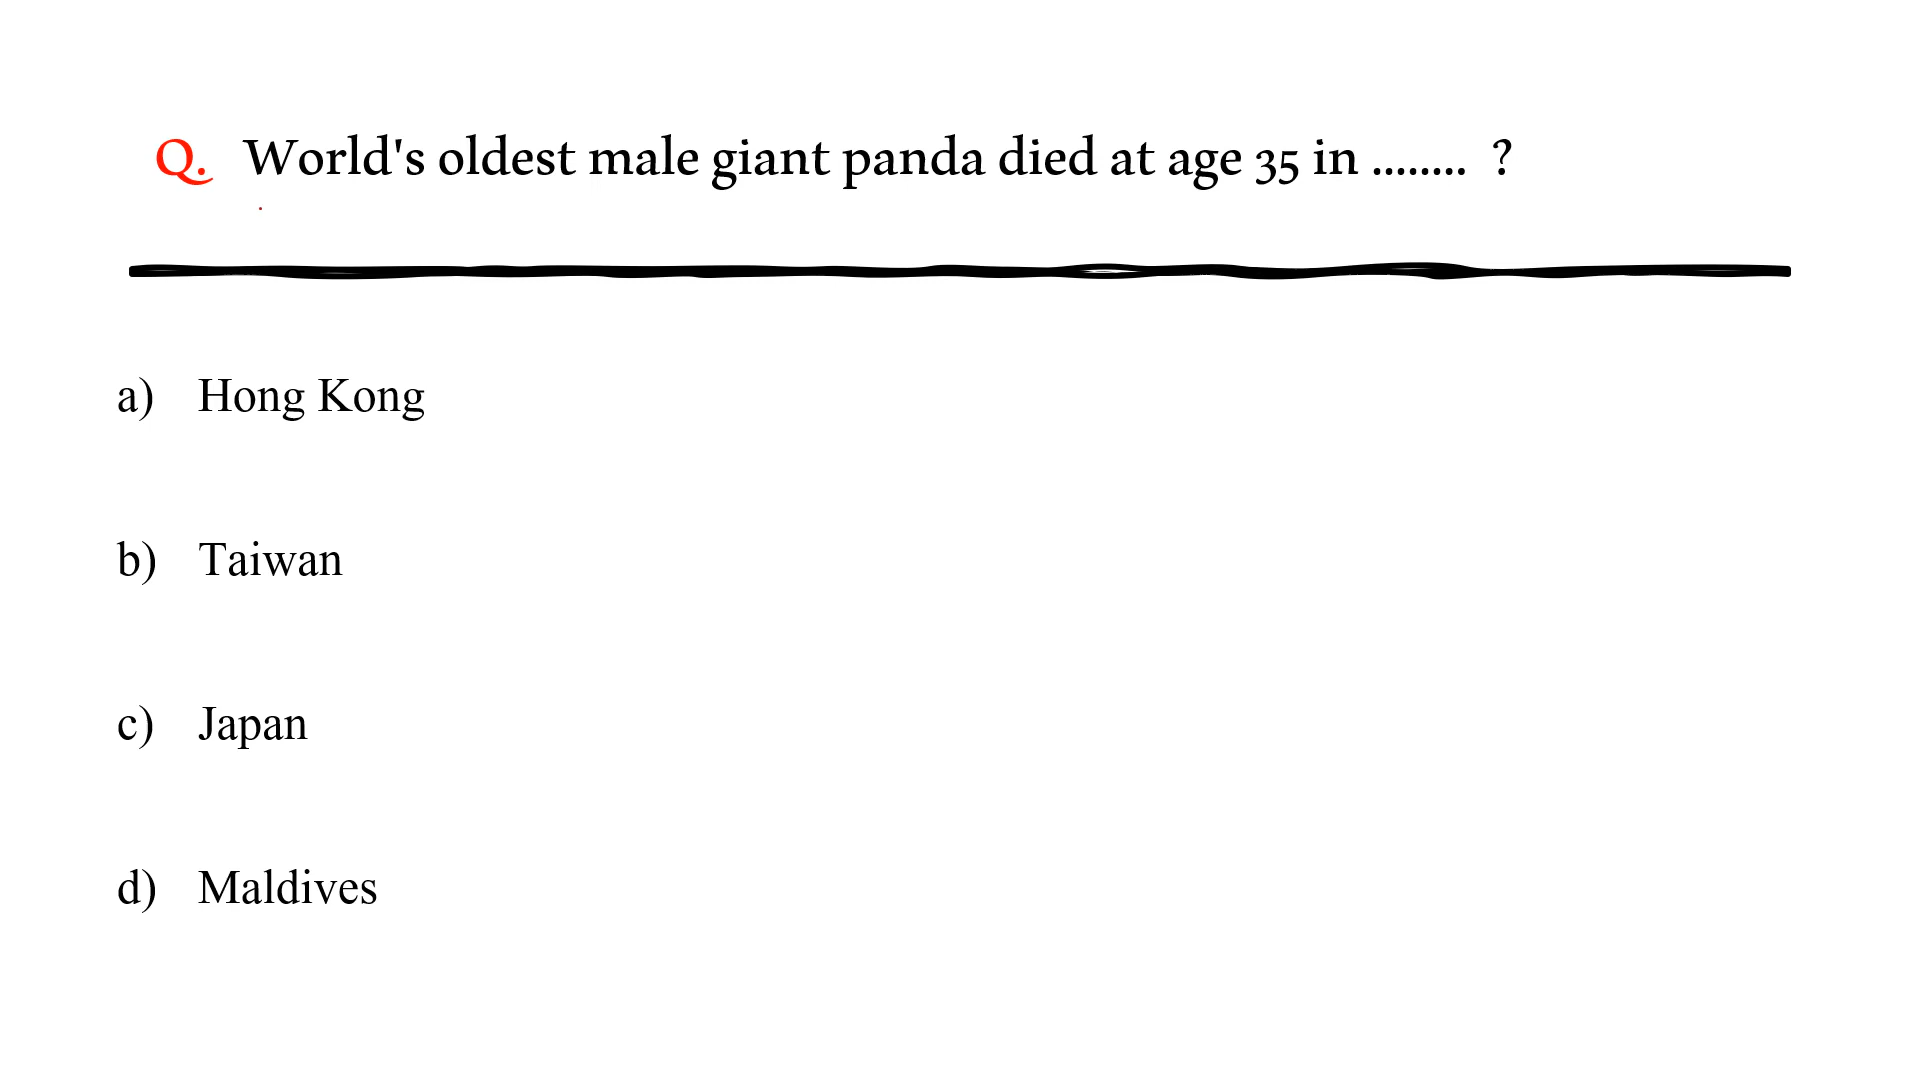 Q. World's oldest male giant panda died at age 35 in ........ ?
a) Hong Kong
b) Taiwan
c) Japan
d) Maldives